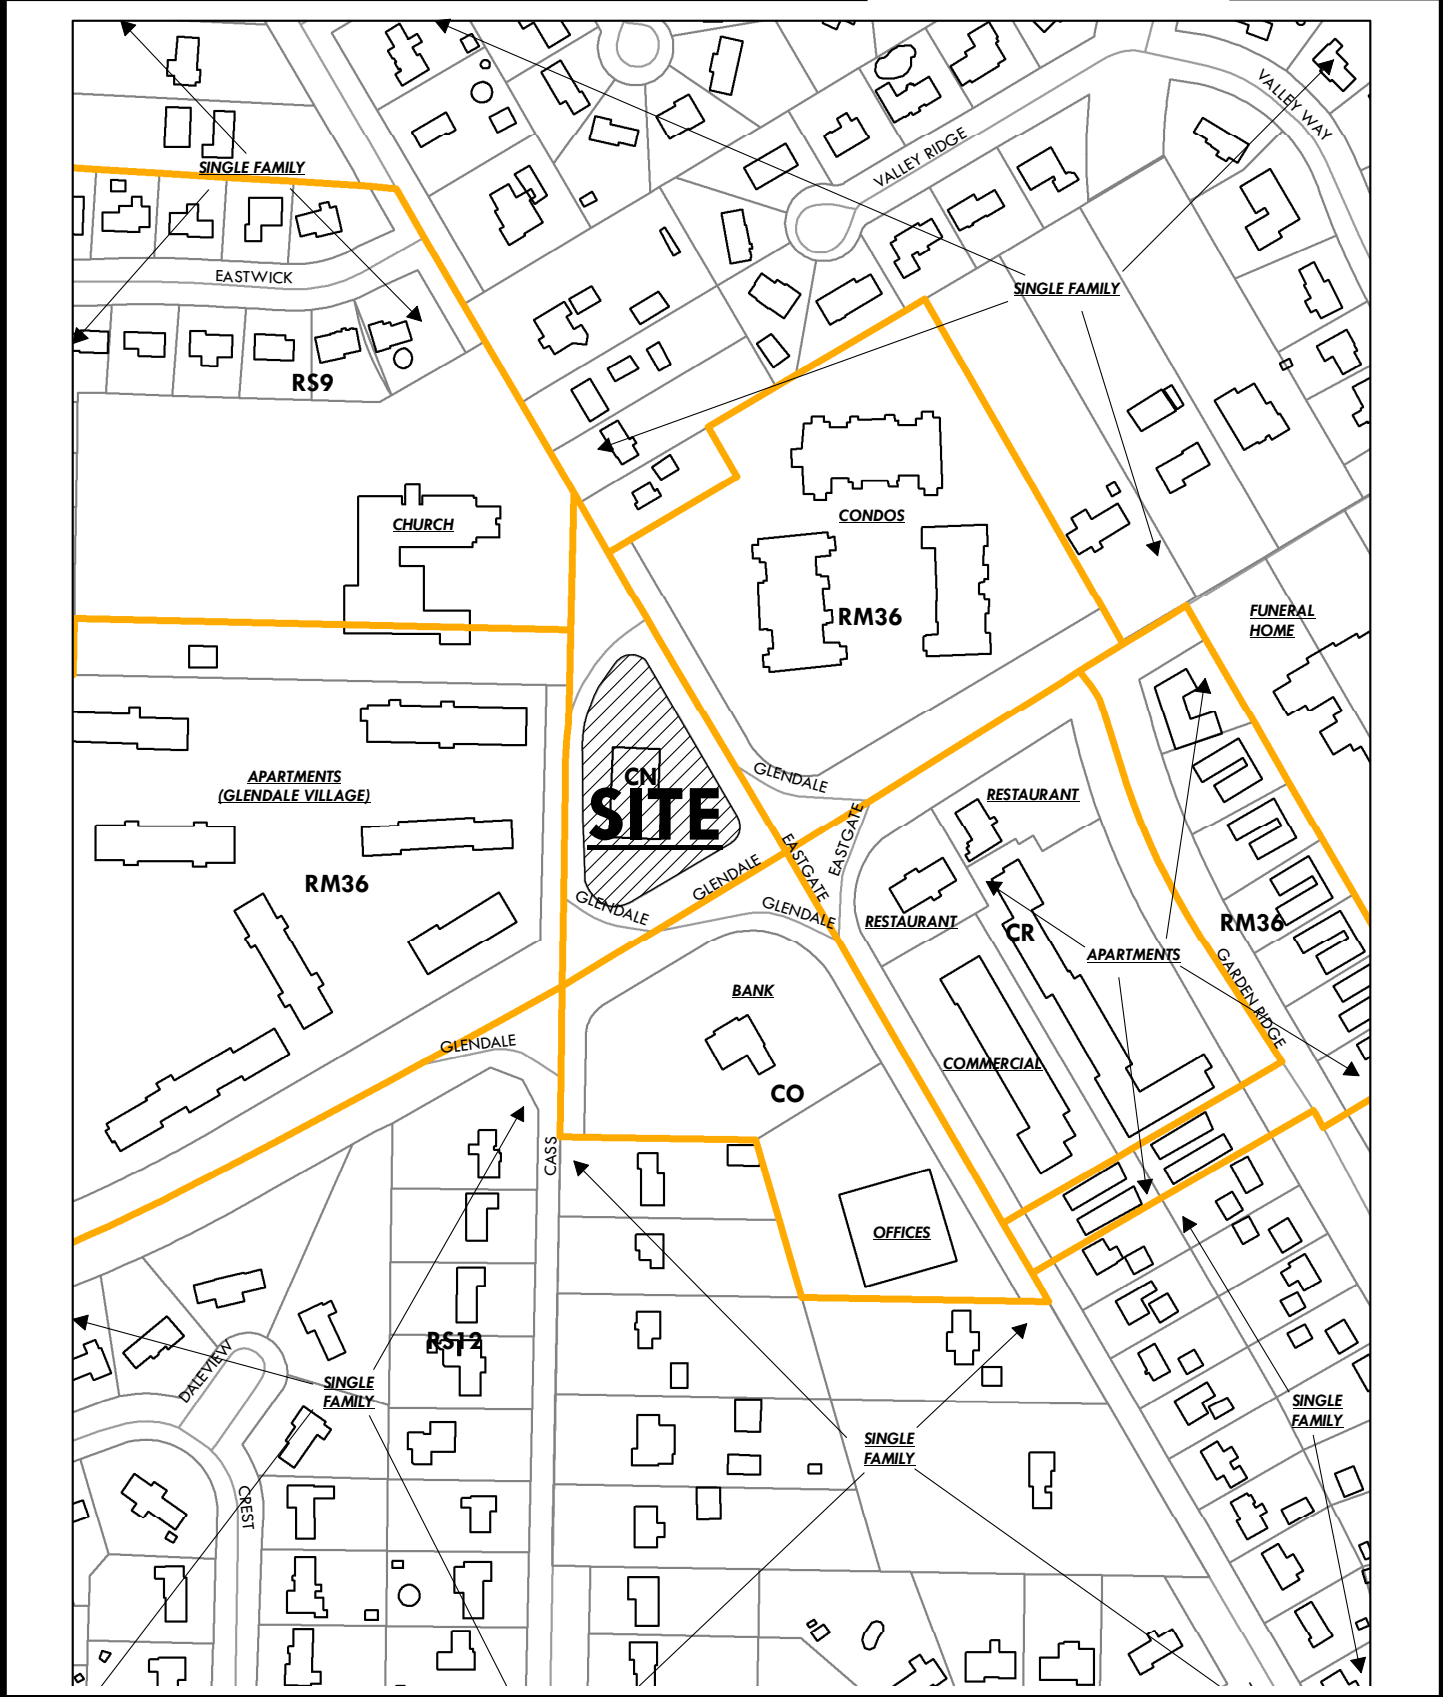 VALLEY WAY
VALLEY RIDGE
SINGLE FAMILY
EASTWICK
SINGLE FAMILY
RS9
CHURCH
CONDOS
RM36
FUNERAL
HOME
APARTMENTS
(GLENDALE VILLAGE)
CN
SITE
GLENDALE
RESTAURANT
EASTGATE
EASTGATE
GLENDALE
RM36
GLENDALE
GLENDALE
RESTAURANT
CR
RM36
APARTMENTS
GARDEN RIDGE
BANK
GLENDALE
COMMERCIAL
CO
CASS
OFFICES
RS12
DALEVIEW
SINGLE
FAMILY
SINGLE
FAMILY
SINGLE
FAMILY
CREST